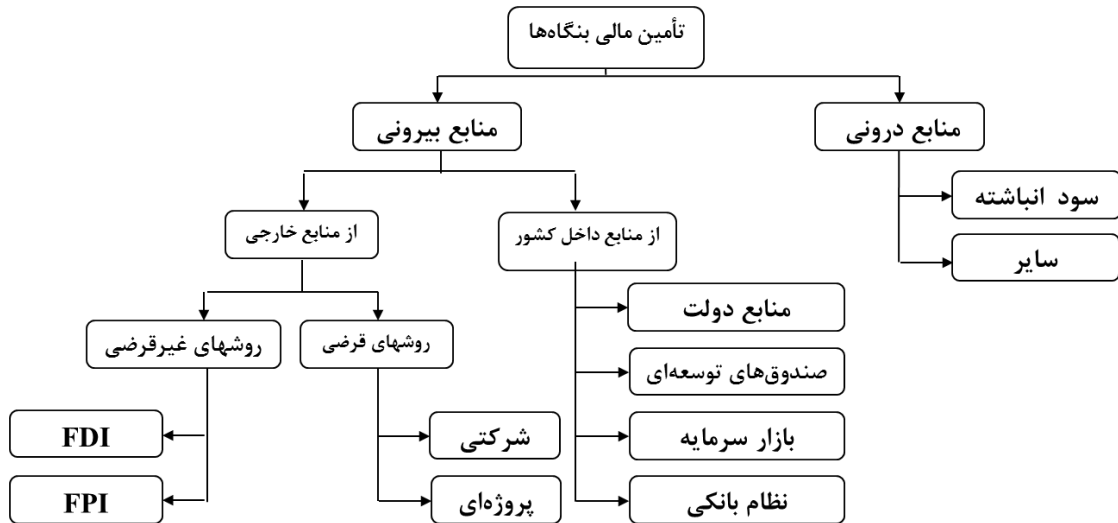 تأمین مالی بنگاه‌ها
منابع درونی
منابع بیرونی
سود انباشته
سایر
از منابع داخل کشور
از منابع خارجی
منابع دولت
صندوق‌های توسعه‌ای
بازار سرمایه
نظام بانکی
روشهای قرضی
روشهای غیرقرضی
شرکتی
پروژه‌ای
FDI
FPI